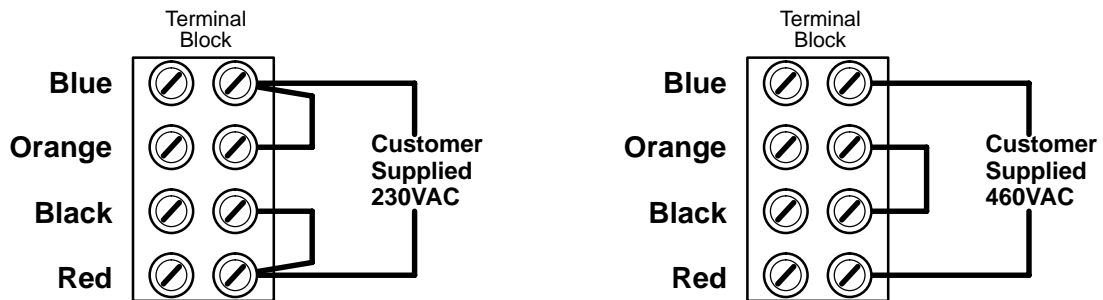 Terminal
Block
Blue
Orange
Black
Red
Customer
Supplied
230VAC
Terminal
Block
Blue
Orange
Black
Red
Customer
Supplied
460VAC